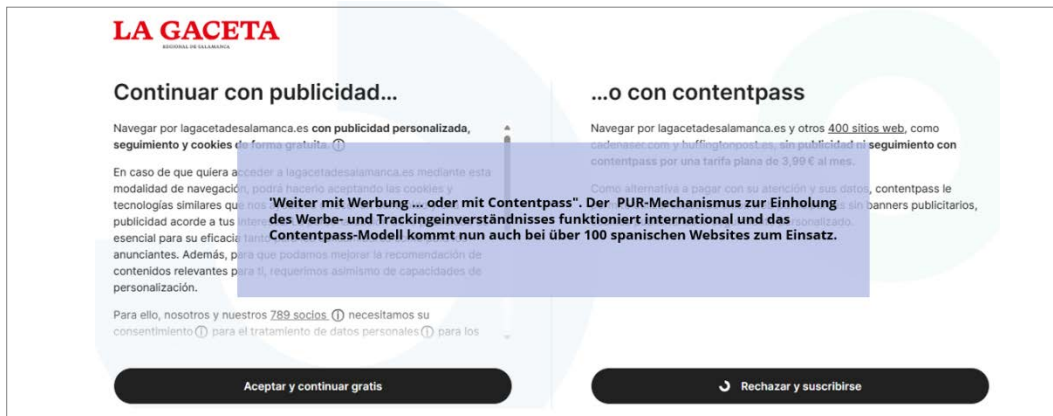 LA GACETA
REGIONAL DE SALAMANCA
Continuar con publicidad...
Navegar por lagacetadesalamanca.es con publicidad personalizada,
seguimiento y cookies de forma gratuita.
En caso de que quiera acceder a lagacetadesalamanca.es mediante esta
modalidad de navegación, podrá hacerlo aceptando las cookies y
tecnologías similares que nos
publicidad acorde a tus
esencial para su eficacia tanto
anunciantes. Además, para que podamos mejorar la recomendación de
contenidos relevantes para ti, requerimos asimismo de capacidades de
personalización.
Para ello, nosotros y nuestros 789 socios necesitamos su
consentimiento para el tratamiento de datos personales para los
Aceptar y continuar gratis
...o con contentpass
Navegar por lagacetadesalamanca.es y otros 400 sitios web, como
cadenaser.com y huffingtonpost.es, sin publicidad ni seguimiento con
contentpass por una tarifa plana de 3,99 € al mes.
Como alternativa a pagar con su atención y sus datos, contentpass le
sin banners publicitarios,
personalizado.
Rechazar y suscribirse
'Weiter mit Werbung ... oder mit Contentpass". Der PUR-Mechanismus zur Einholung
des Werbe- und Trackingeinverständnisses funktioniert international und das
Contentpass-Modell kommt nun auch bei über 100 spanischen Websites zum Einsatz.